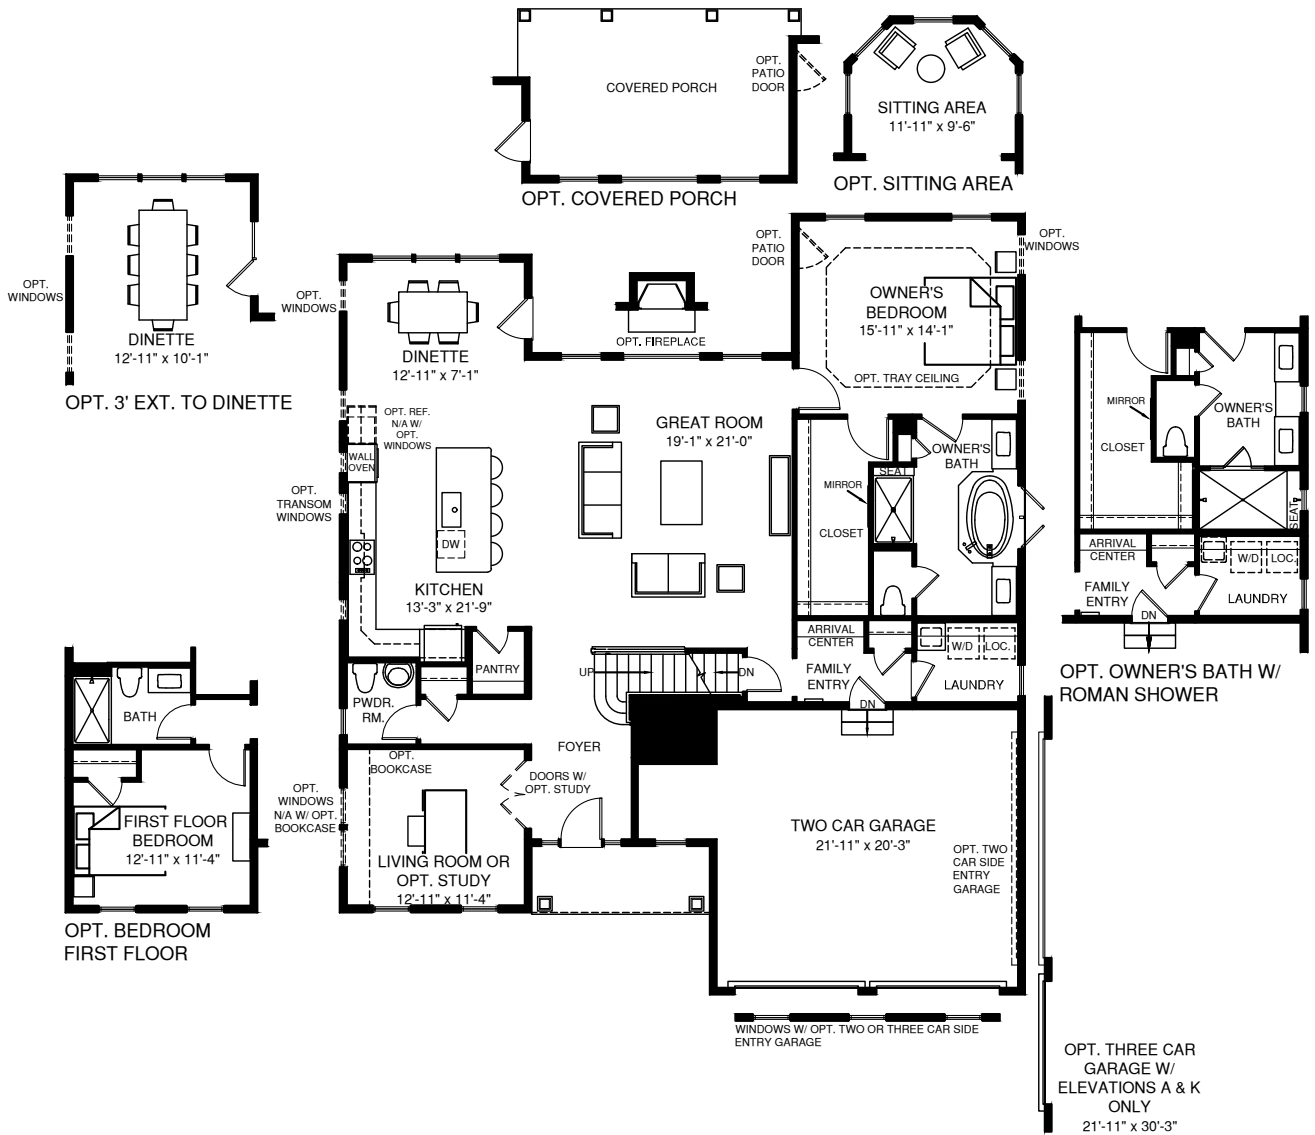 COVERED PORCH
OPT.
PATIO
DOOR
OPT. COVERED PORCH
SITTING AREA
11'-11" x 9'-6"
OPT. SITTING AREA
OPT.
WINDOWS
DINETTE
12'-11" x 10'-1"
OPT. 3' EXT. TO DINETTE
OPT.
WINDOWS
DINETTE
12'-11" x 7'-1"
OPT. FIREPLACE
OPT.
PATIO
DOOR
OPT.
WINDOWS
OWNER'S
BEDROOM
15'-11" x 14'-1"
OPT. TRAY CEILING
OPT. REF.
N/A W/
OPT.
WINDOWS
WALL
OVEN
OPT.
TRANSOM
WINDOWS
DW
KITCHEN
13'-3" x 21'-9"
GREAT ROOM
19'-1" x 21'-0"
OWNER'S
BATH
SEAT
MIRROR
CLOSET
MIRROR
CLOSET
OWNER'S
BATH
SEAT
ARRIVAL
CENTER
FAMILY
ENTRY
W/D
LOC.
LAUNDRY
DN
OPT. OWNER'S BATH W/
ROMAN SHOWER
ARRIVAL
CENTER
FAMILY
ENTRY
W/D
LOC.
LAUNDRY
DN
PANTRY
UP
DN
PWDR.
RM.
FOYER
OPT.
BOOKCASE
DOORS W/
OPT. STUDY
OPT.
WINDOWS
N/A W/ OPT.
BOOKCASE
LIVING ROOM OR
OPT. STUDY
12'-11" x 11'-4"
BATH
FIRST FLOOR
BEDROOM
12'-11" x 11'-4"
OPT. BEDROOM
FIRST FLOOR
TWO CAR GARAGE
21'-11" x 20'-3"
OPT. TWO
CAR SIDE
ENTRY
GARAGE
WINDOWS W/ OPT. TWO OR THREE CAR SIDE
ENTRY GARAGE
OPT. THREE CAR
GARAGE W/
ELEVATIONS A & K
ONLY
21'-11" x 30'-3"